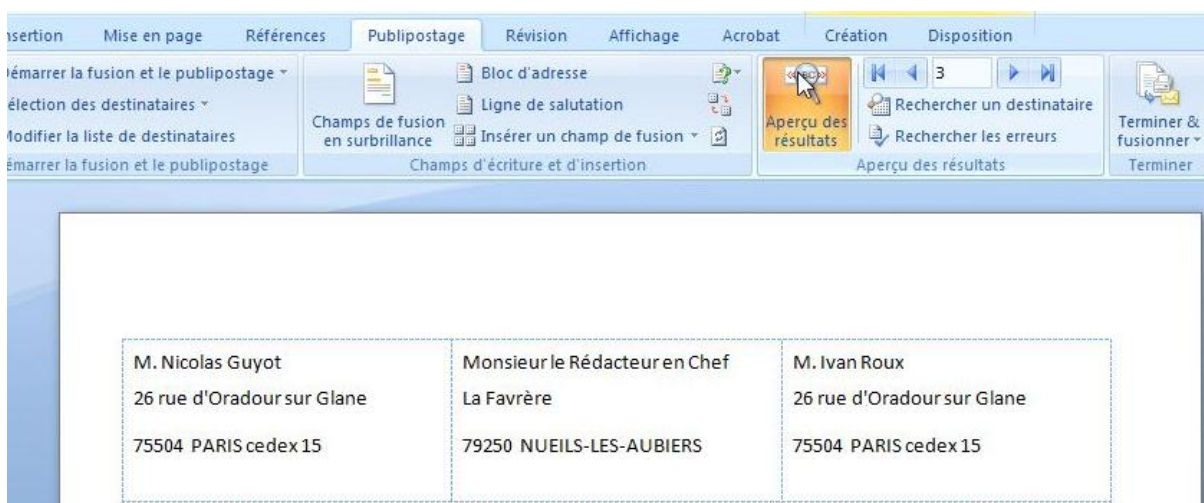 nsertion Mise en page Références Publipostage Révision Affichage Acrobat Création Disposition
émarrer la fusion et le publipostage
élection des destinataires
Modifier la liste de destinataires
émarrer la fusion et le publipostage
Champs de fusion
en surbrillance
Bloc d'adresse
Ligne de salutation
Insérer un champ de fusion
Champs d'écriture et d'insertion
Aperçu des
résultats
3
Rechercher un destinataire
Rechercher les erreurs
Aperçu des résultats
Terminer &
fusionner
Terminer
M. Nicolas Guyot
26 rue d'Oradour sur Glane
75504 PARIS cedex 15
Monsieur le Rédacteur en Chef
La Favrère
79250 NUEILS-LES-AUBIERS
M. Ivan Roux
26 rue d'Oradour sur Glane
75504 PARIS cedex 15